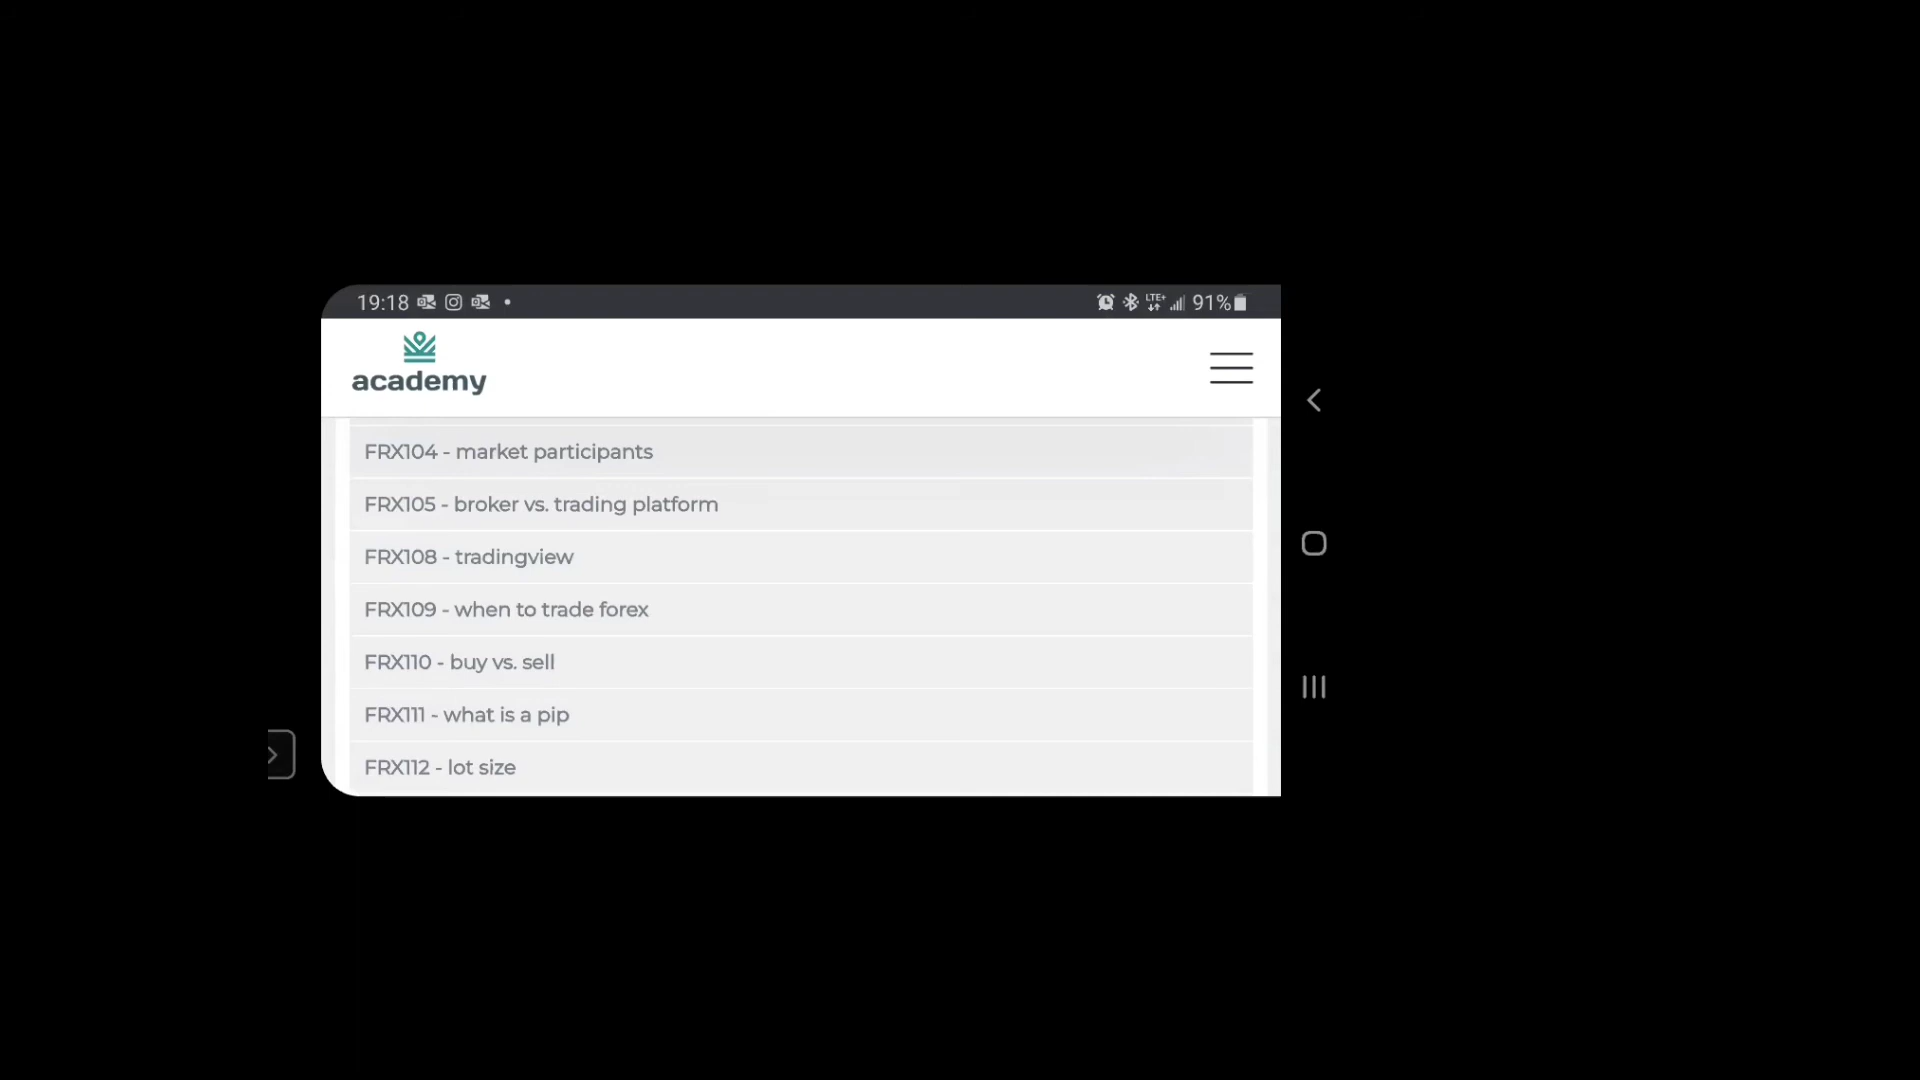 19:18
LTE+ 91%
academy
FRX104 - market participants
FRX105 - broker vs. trading platform
FRX108 - tradingview
FRX109 - when to trade forex
FRX110 - buy vs. sell
FRX111 - what is a pip
FRX112 - lot size